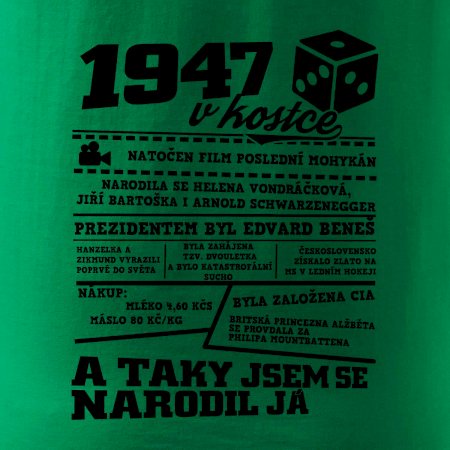 1947
v kostce
NATOČEN FILM POSLEDNÍ MOHYKÁN
NARODILA SE HELENA VONDRÁČKOVÁ,
JIŘÍ BARTOŠKA I ARNOLD SCHWARZENEGGER
PREZIDENTEM BYL EDVARD BENEŠ
HANZELKA A
ZIKMUND VYRAZILI
POPRVÉ DO SVĚTA
BYLA ZAHÁJENA
TZV. DVOULETKA
A BYLO KATASTROFÁLNÍ
SUCHO
ČESKOSLOVENSKO
ZÍSKALO ZLATO NA
MS V LEDNÍM HOKEJI
NÁKUP:
MLÉKO 4,60 KČS
MÁSLO 80 KČ/KG
BYLA ZALOŽENA CIA
BRITSKÁ PRINCEZNA ALŽBĚTA
SE PROVDALA ZA
PHILIPA MOUNTBATTENA
A TAKY JSEM SE
NARODIL JÁ